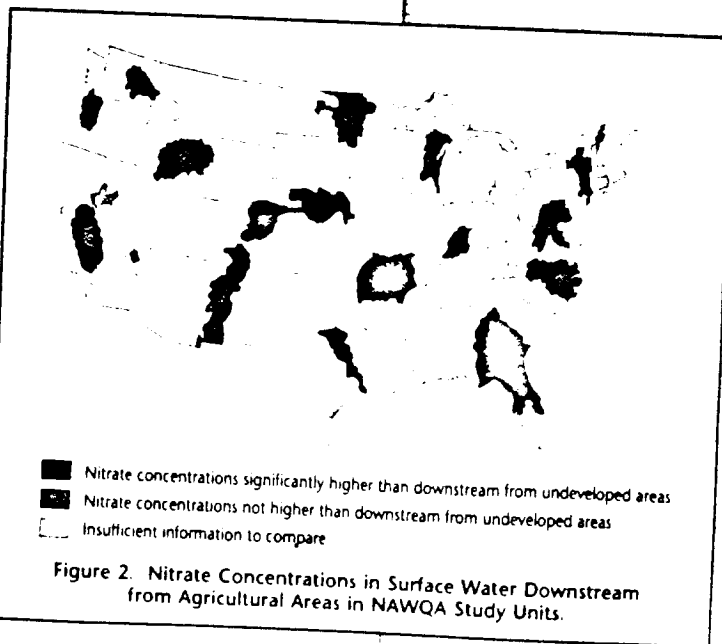 Nitrate concentrations significantly higher than downstream from undeveloped areas
Nitrate concentrations not higher than downstream from undeveloped areas
Insufficient information to compare
Figure 2. Nitrate Concentrations in Surface Water Downstream
from Agricultural Areas in NAWQA Study Units.